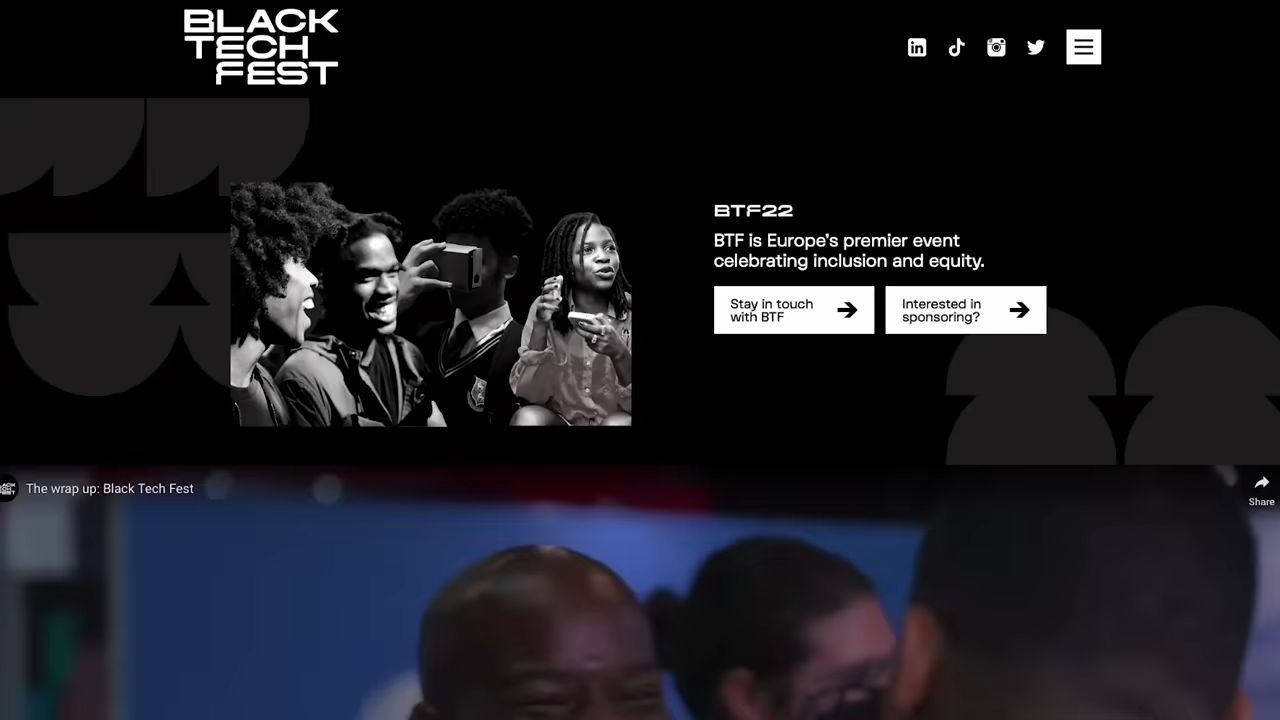 BLACK
TECH
FEST
BTF22
BTF is Europe's premier event
celebrating inclusion and equity.
Stay in touch
with BTF
Interested in
sponsoring?
The wrap up: Black Tech Fest
Share